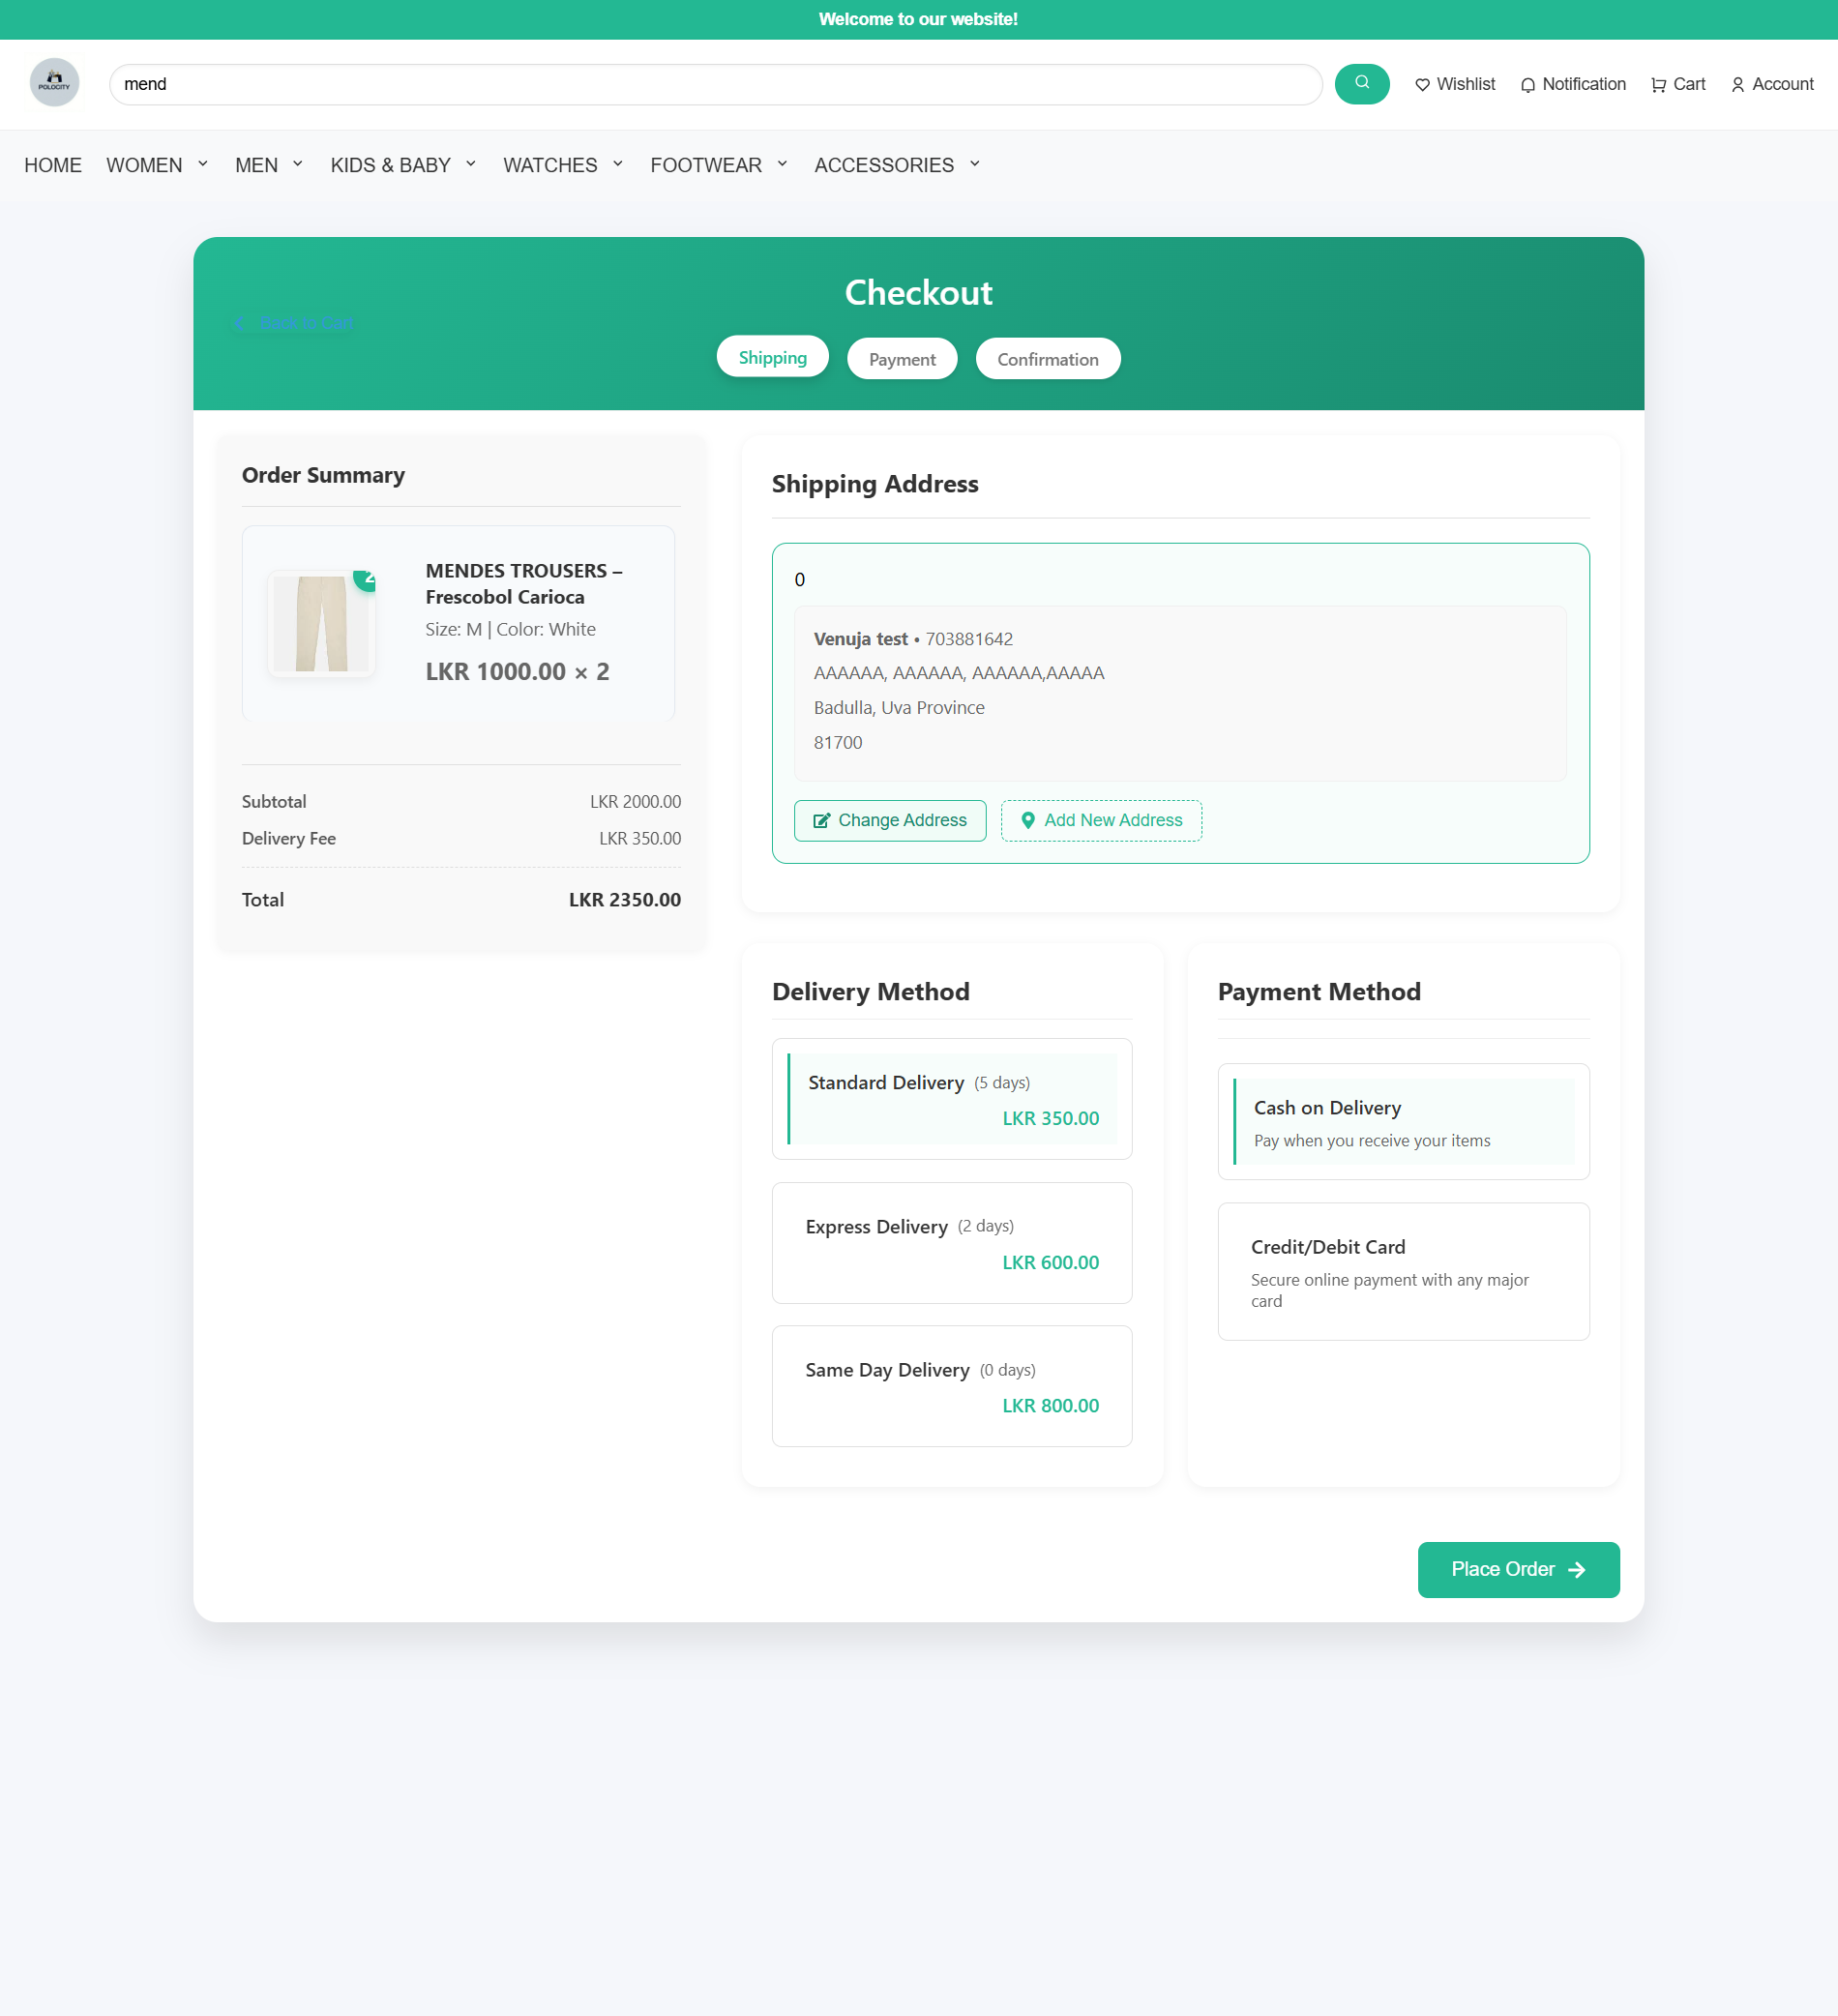 Welcome to our website!
POLOCITY
mend
Wishlist
Notification
Cart
Account
HOME
WOMEN
MEN
KIDS & BABY
WATCHES
FOOTWEAR
ACCESSORIES
Checkout
Back to Cart
Shipping
Payment
Confirmation
Order Summary
2
MENDES TROUSERS –
Frescobol Carioca
Size: M | Color: White
LKR 1000.00 × 2
Subtotal LKR 2000.00
Delivery Fee LKR 350.00
Total LKR 2350.00
Shipping Address
0
Venuja test • 703881642
AAAAAA, AAAAAA, AAAAAA,AAAAA
Badulla, Uva Province
81700
Change Address
Add New Address
Delivery Method
Standard Delivery (5 days)
LKR 350.00
Express Delivery (2 days)
LKR 600.00
Same Day Delivery (0 days)
LKR 800.00
Payment Method
Cash on Delivery
Pay when you receive your items
Credit/Debit Card
Secure online payment with any major
card
Place Order